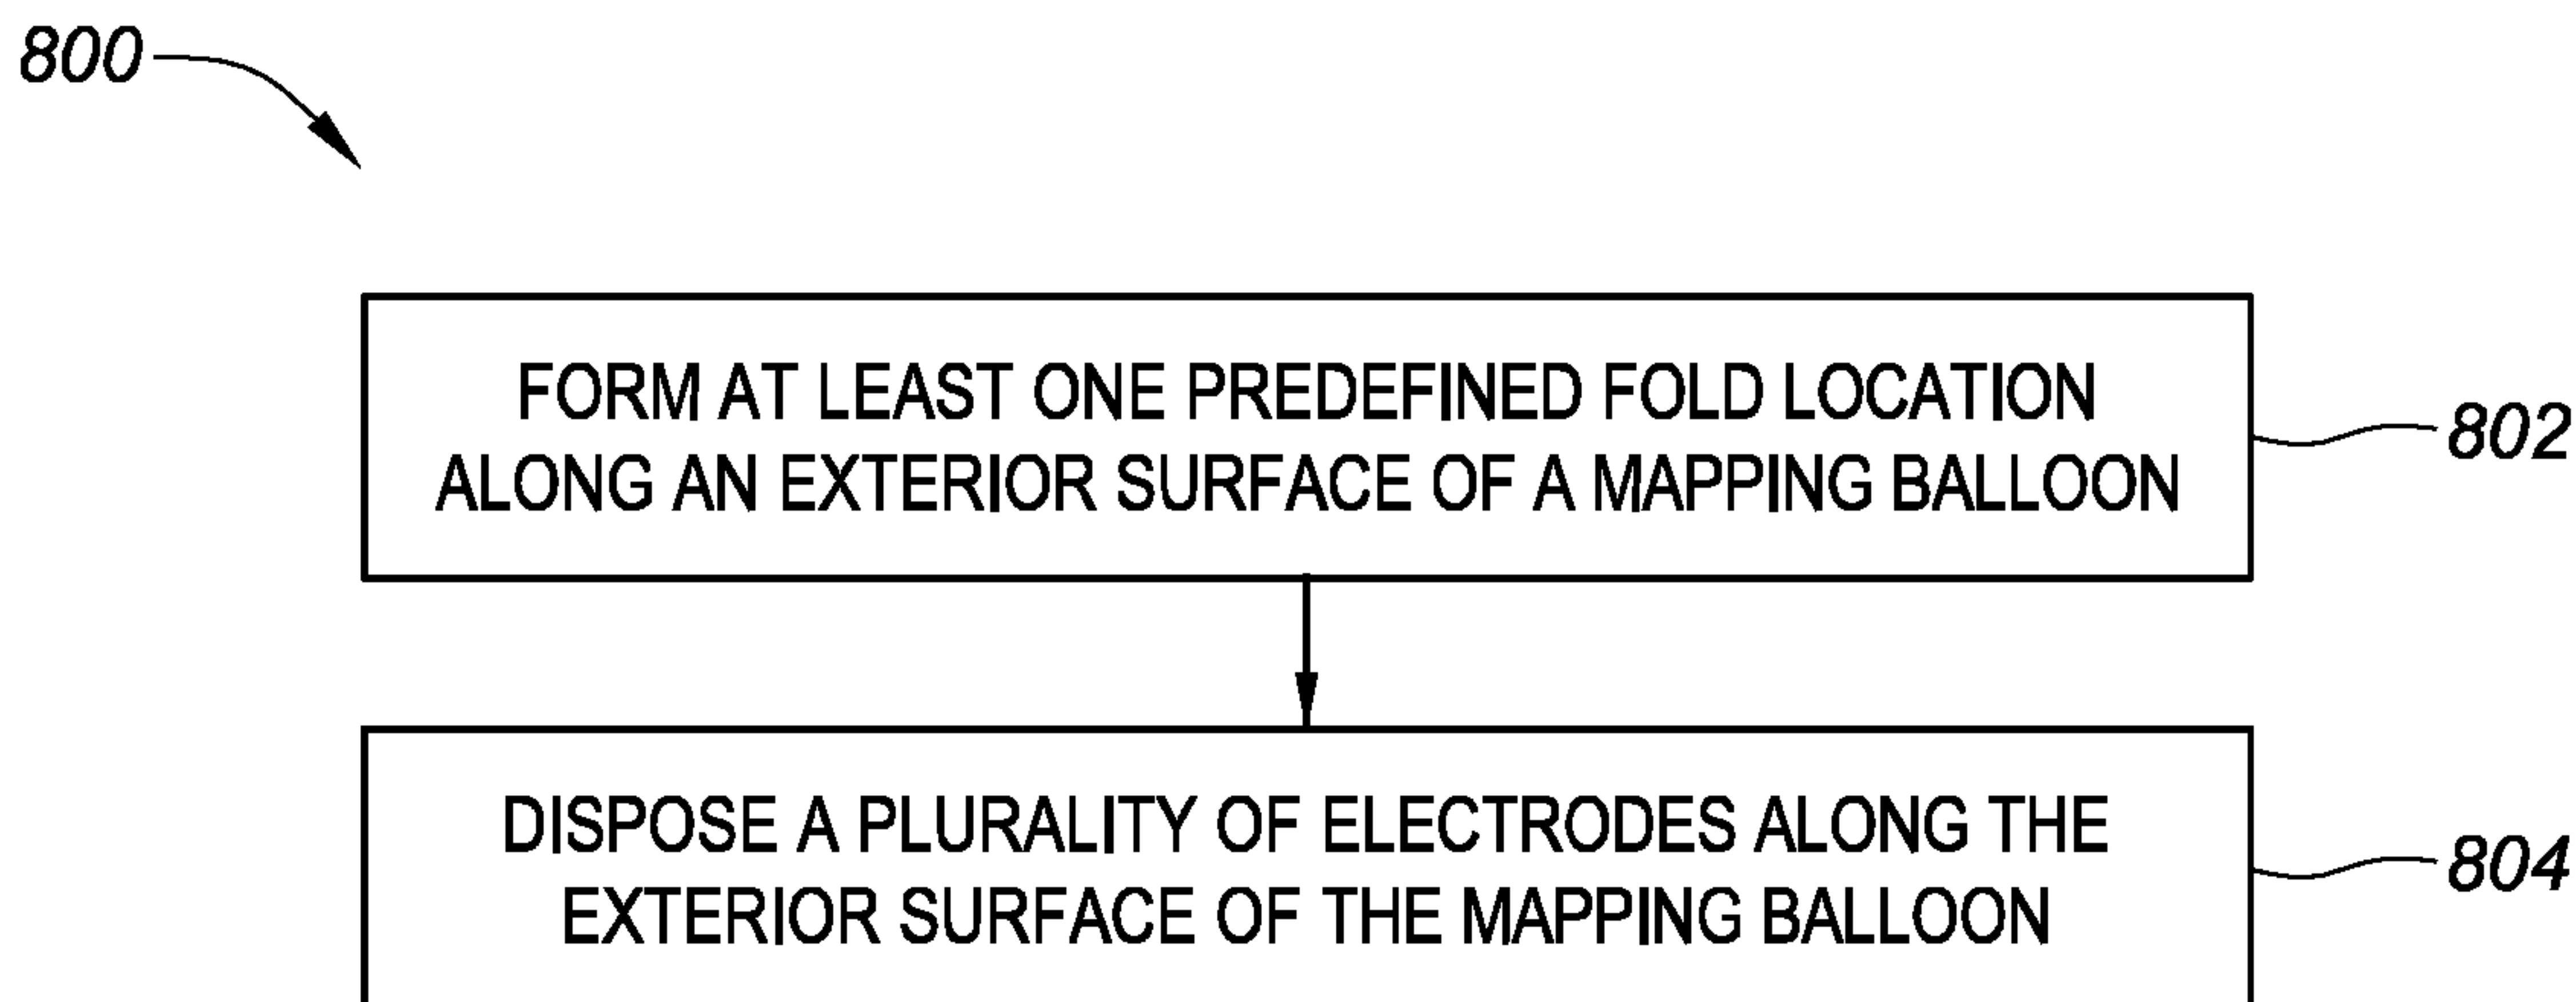 800
FORM AT LEAST ONE PREDEFINED FOLD LOCATION
ALONG AN EXTERIOR SURFACE OF A MAPPING BALLOON
802
DISPOSE A PLURALITY OF ELECTRODES ALONG THE
EXTERIOR SURFACE OF THE MAPPING BALLOON
804